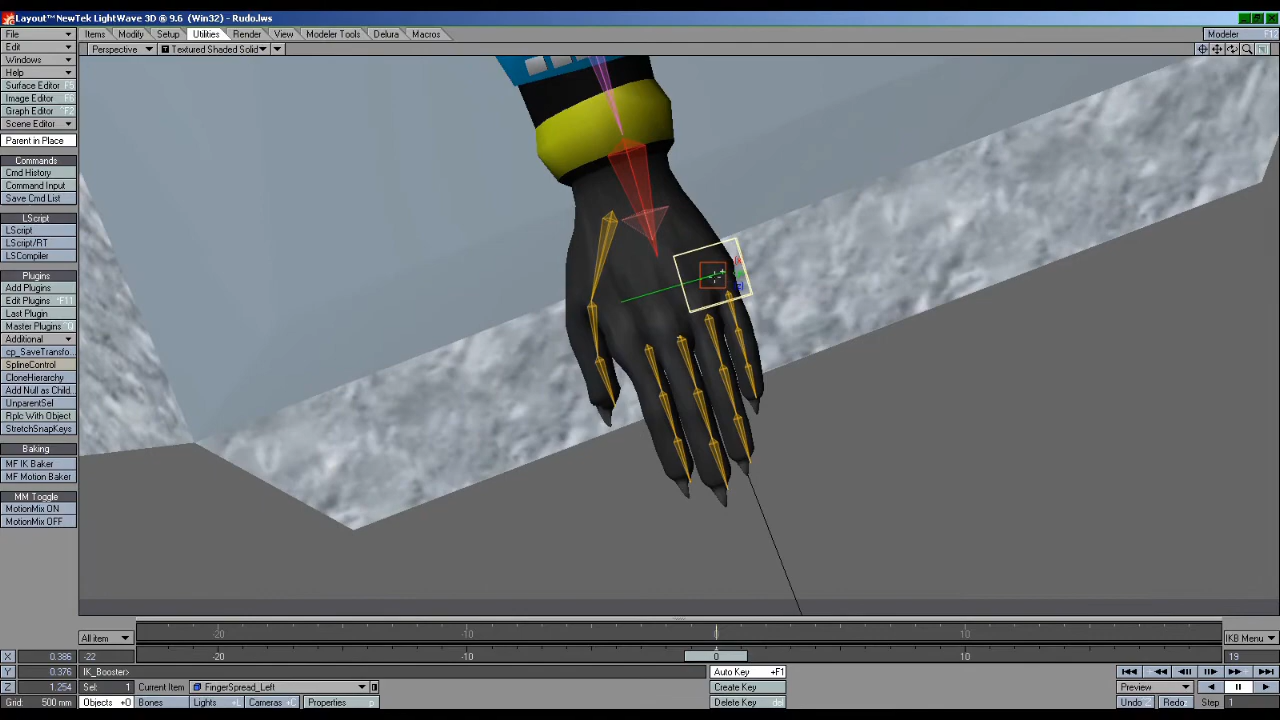 Layout™ NewTek LightWave 3D ® 9.6 (Win32) - Rudo.lws
File
Items Modify Setup Utilities Render View Modeler Tools Delura Macros
Modeler F12
Edit
Perspective Textured Shaded Solid
Windows
Help
Surface Editor F5
Image Editor
Graph Editor ^F2
Scene Editor
Parent in Place
Commands
Cmd History
Command Input
Save Cmd List
LScript
LScript
LScript/RT
LSCompiler
Plugins
Add Plugins
Edit Plugins ^F11
Last Plugin
Master Plugins Q
Additional
cp_SaveTransfo...
SplineControl
CloneHierarchy
Add Null as Child...
UnparentSel
Rplc With Object
StretchSnapKeys
Baking
MF IK Baker
MF Motion Baker
MM Toggle
MotionMix ON
MotionMix OFF
All item
-20 -10 0 10
IKB Menu
X 0.386 -22 -20 -10 0 10 19
Y 0.376 IK_Booster> Auto Key +F1
Z 1.254 Sel: 1 Current Item FingerSpread_Left Create Key Preview
Grid: 500 mm Objects +O Bones Lights +L Cameras +C Properties p Delete Key del Undo Redo Step 1